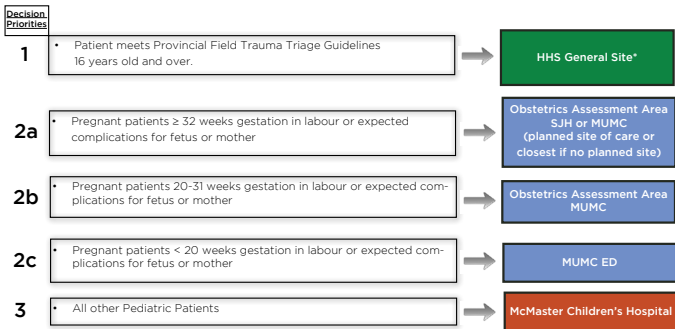 Decision
Priorities
1
• Patient meets Provincial Field Trauma Triage Guidelines
16 years old and over.
HHS General Site*
2a
• Pregnant patients ≥ 32 weeks gestation in labour or expected
complications for fetus or mother
Obstetrics Assessment Area
SJH or MUMC
(planned site of care or
closest if no planned site)
2b
• Pregnant patients 20-31 weeks gestation in labour or expected com-
plications for fetus or mother
Obstetrics Assessment Area
MUMC
2c
• Pregnant patients < 20 weeks gestation in labour or expected com-
plications for fetus or mother
MUMC ED
3
• All other Pediatric Patients
McMaster Children's Hospital